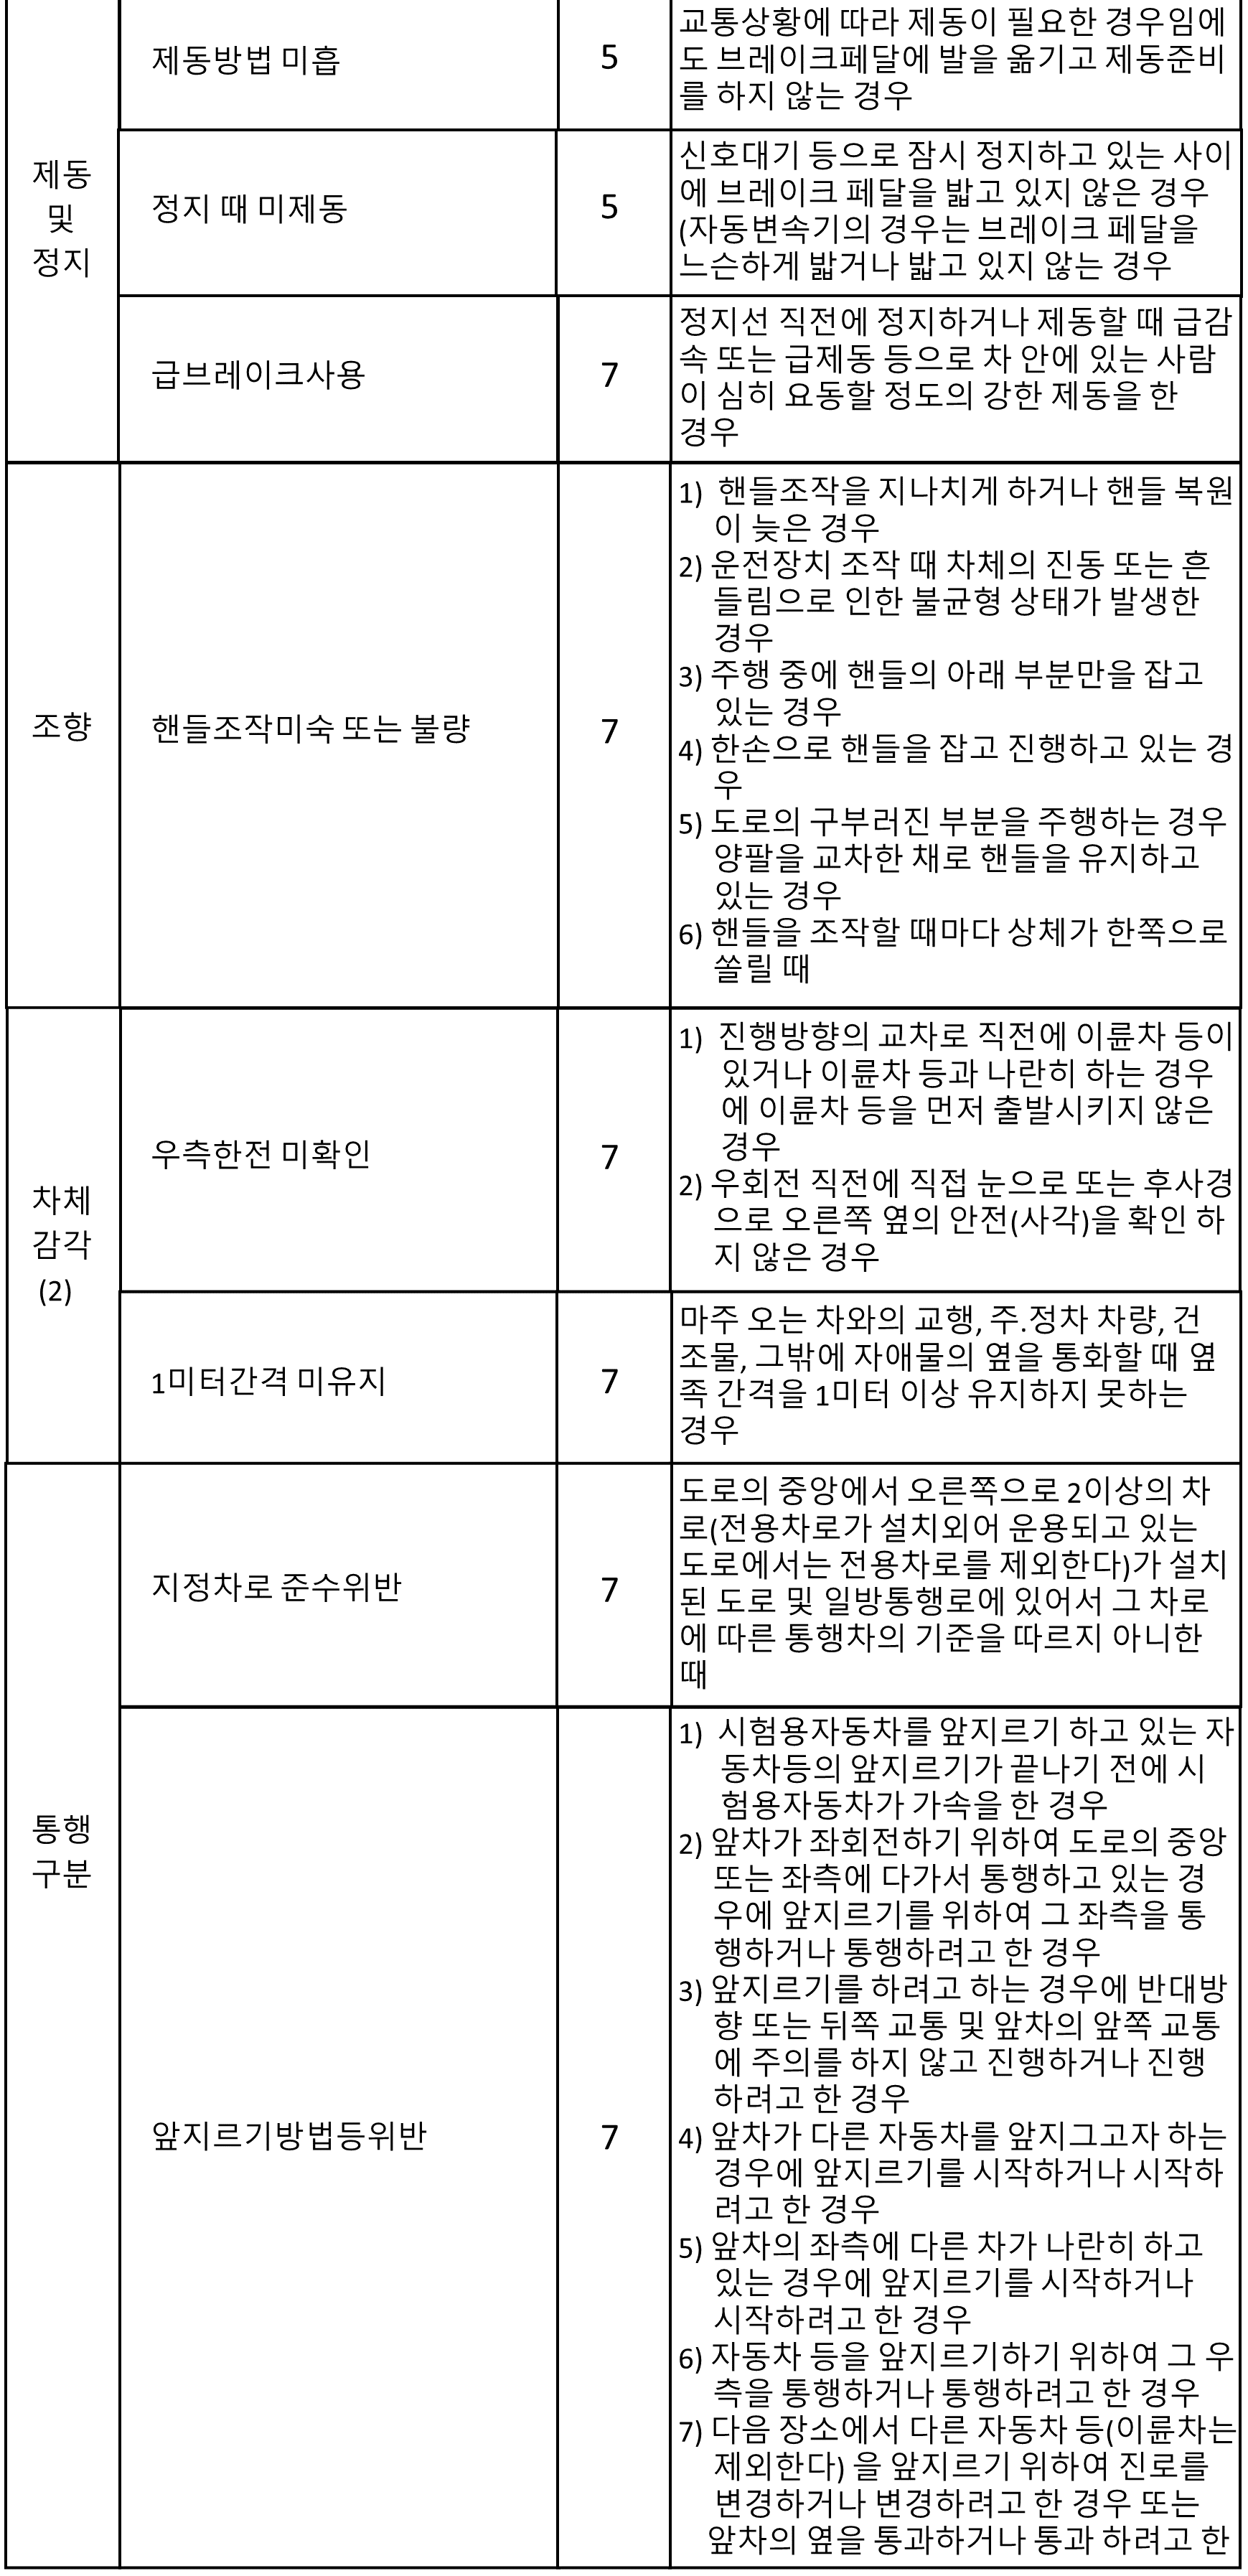 제동
및
정지
제동방법 미흡
5
교통상황에 따라 제동이 필요한 경우임에
도 브레이크페달에 발을 옮기고 제동준비
를 하지 않는 경우
정지 때 미제동
5
신호대기 등으로 잠시 정지하고 있는 사이
에 브레이크 페달을 밟고 있지 않은 경우
(자동변속기의 경우는 브레이크 페달을
느슨하게 밟거나 밟고 있지 않는 경우
급브레이크사용
7
정지선 직전에 정지하거나 제동할 때 급감
속 또는 급제동 등으로 차 안에 있는 사람
이 심히 요동할 정도의 강한 제동을 한
경우
조향
핸들조작미숙 또는 불량
7
1) 핸들조작을 지나치게 하거나 핸들 복원
이 늦은 경우
2) 운전장치 조작 때 차체의 진동 또는 흔
들림으로 인한 불균형 상태가 발생한
경우
3) 주행 중에 핸들의 아래 부분만을 잡고
있는 경우
4) 한손으로 핸들을 잡고 진행하고 있는 경
우
5) 도로의 구부러진 부분을 주행하는 경우
양팔을 교차한 채로 핸들을 유지하고
있는 경우
6) 핸들을 조작할 때마다 상체가 한쪽으로
쏠릴 때
차체
감각
(2)
우측한전 미확인
7
1) 진행방향의 교차로 직전에 이륜차 등이
있거나 이륜차 등과 나란히 하는 경우
에 이륜차 등을 먼저 출발시키지 않은
경우
2) 우회전 직전에 직접 눈으로 또는 후사경
으로 오른쪽 옆의 안전(사각)을 확인 하
지 않은 경우
1미터간격 미유지
7
마주 오는 차와의 교행, 주.정차 차량, 건
조물, 그밖에 자애물의 옆을 통화할 때 옆
족 간격을 1미터 이상 유지하지 못하는
경우
통행
구분
지정차로 준수위반
7
도로의 중앙에서 오른쪽으로 2이상의 차
로(전용차로가 설치외어 운용되고 있는
도로에서는 전용차로를 제외한다)가 설치
된 도로 및 일방통행로에 있어서 그 차로
에 따른 통행차의 기준을 따르지 아니한
때
앞지르기방법등위반
7
1) 시험용자동차를 앞지르기 하고 있는 자
동차등의 앞지르기가 끝나기 전에 시
험용자동차가 가속을 한 경우
2) 앞차가 좌회전하기 위하여 도로의 중앙
또는 좌측에 다가서 통행하고 있는 경
우에 앞지르기를 위하여 그 좌측을 통
행하거나 통행하려고 한 경우
3) 앞지르기를 하려고 하는 경우에 반대방
향 또는 뒤쪽 교통 및 앞차의 앞쪽 교통
에 주의를 하지 않고 진행하거나 진행
하려고 한 경우
4) 앞차가 다른 자동차를 앞지그고자 하는
경우에 앞지르기를 시작하거나 시작하
려고 한 경우
5) 앞차의 좌측에 다른 차가 나란히 하고
있는 경우에 앞지르기를 시작하거나
시작하려고 한 경우
6) 자동차 등을 앞지르기하기 위하여 그 우
측을 통행하거나 통행하려고 한 경우
7) 다음 장소에서 다른 자동차 등(이륜차는
제외한다) 을 앞지르기 위하여 진로를
변경하거나 변경하려고 한 경우 또는
앞차의 옆을 통과하거나 통과 하려고 한